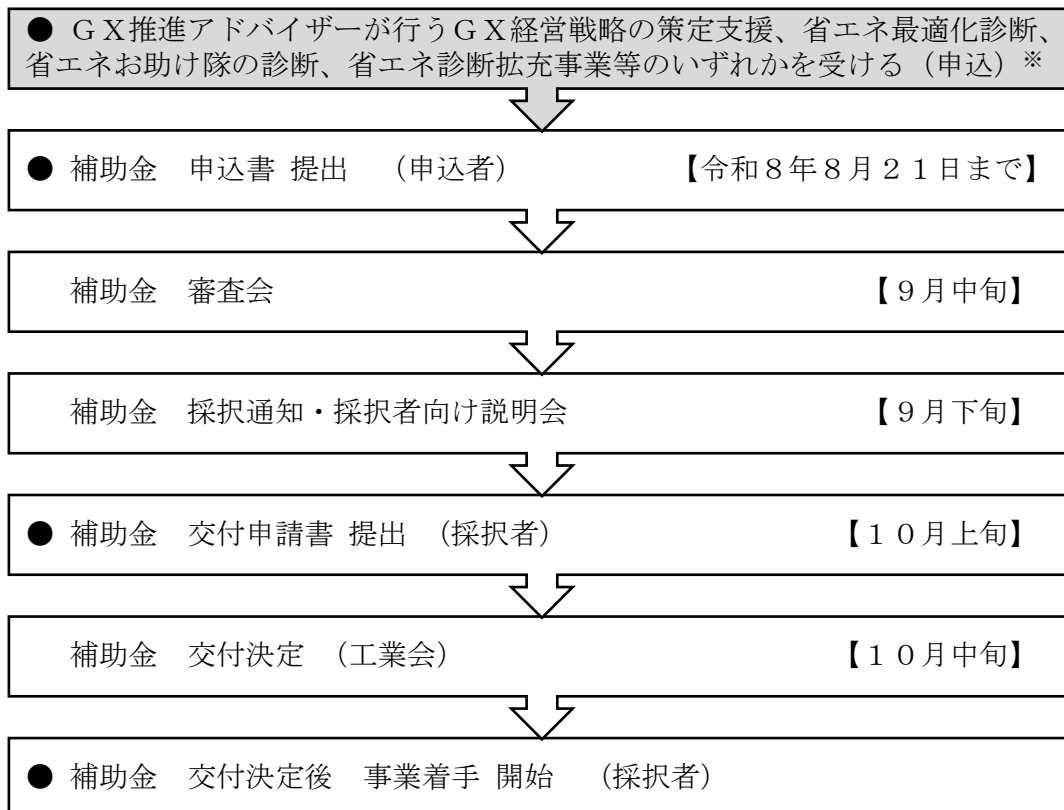 ● ＧＸ推進アドバイザーが行うＧＸ経営戦略の策定支援、省エネ最適化診断、
省エネお助け隊の診断、省エネ診断拡充事業等のいずれかを受ける（申込）※
● 補助金　申込書 提出　（申込者）　【令和８年８月２１日まで】
補助金　審査会　【９月中旬】
補助金　採択通知・採択者向け説明会　【９月下旬】
● 補助金　交付申請書 提出　（採択者）　【１０月上旬】
補助金　交付決定　（工業会）　【１０月中旬】
● 補助金　交付決定後　事業着手 開始　（採択者）